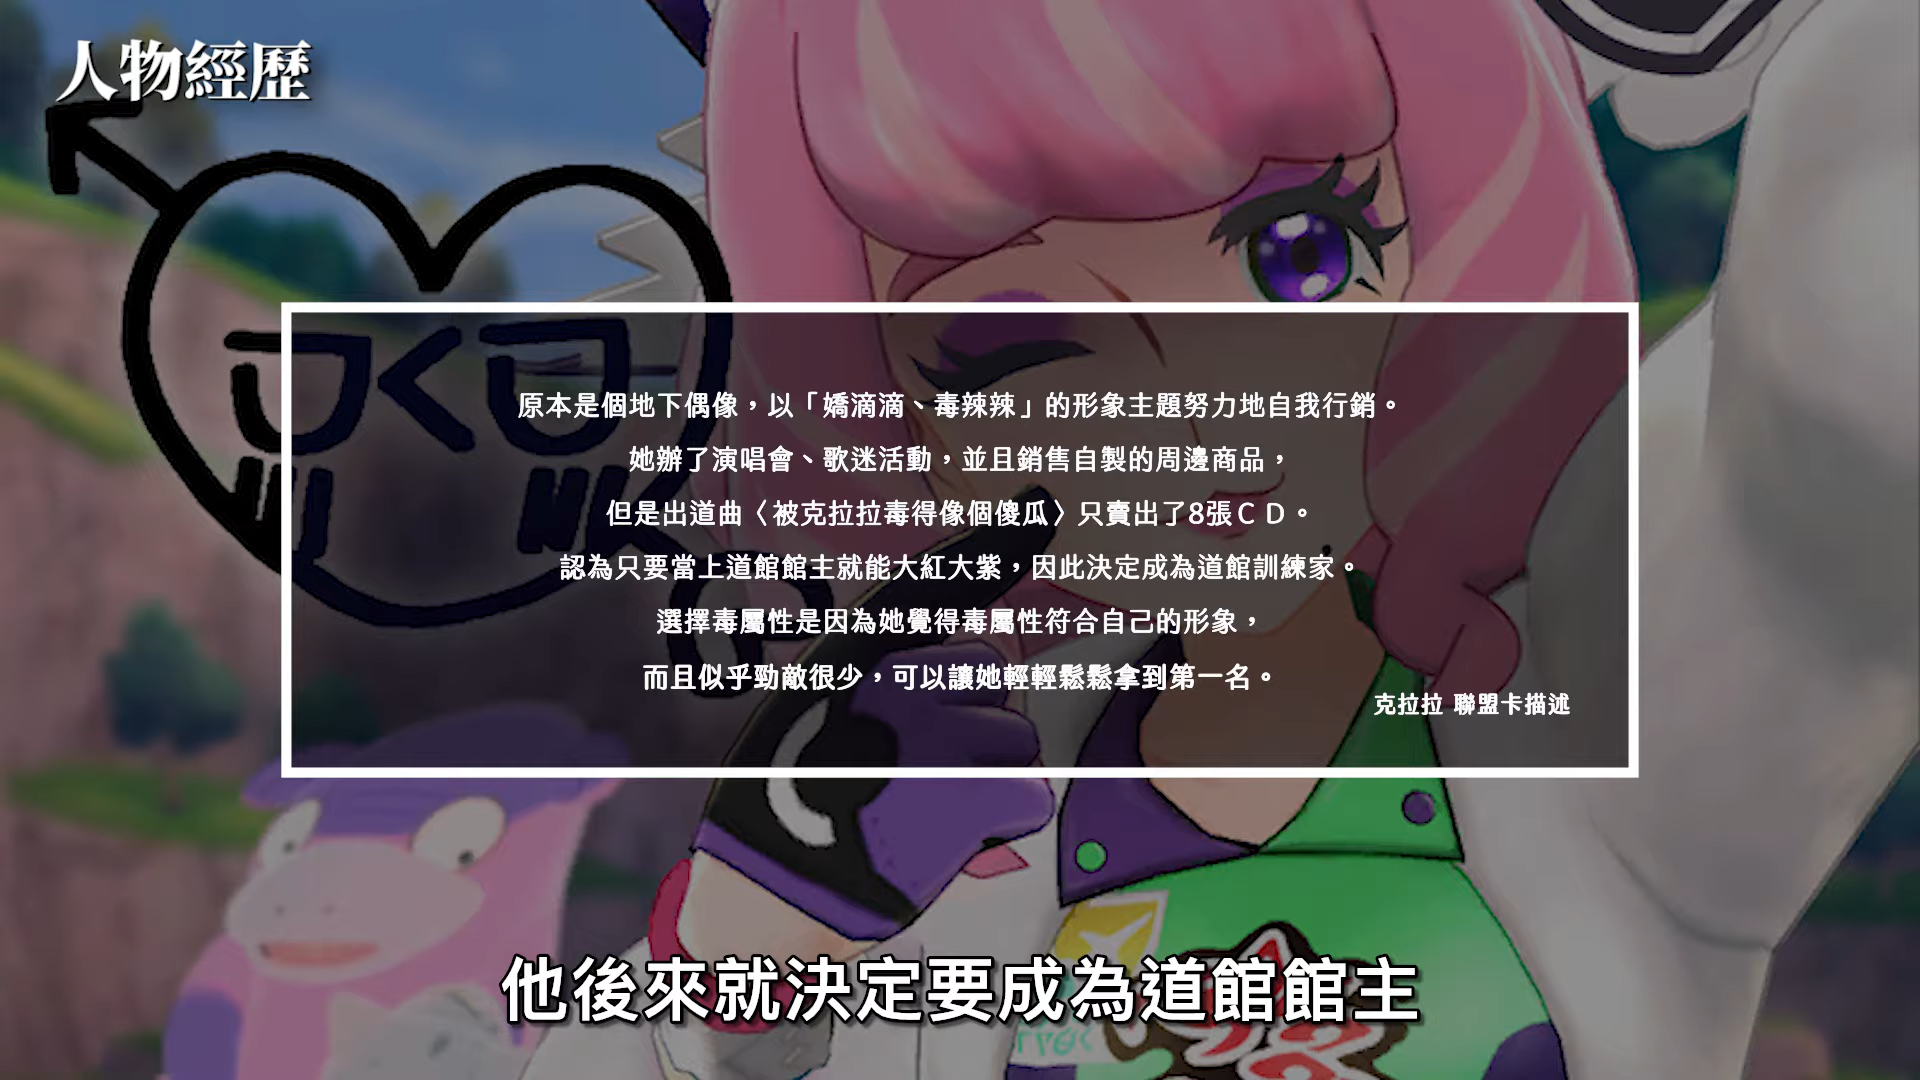 人物經歷
原本是個地下偶像，以「嬌滴滴、毒辣辣」的形象主題努力地自我行銷。
她辦了演唱會、歌迷活動，並且銷售自製的周邊商品，
但是出道曲〈被克拉拉毒得像個傻瓜〉只賣出了8張ＣＤ。
認為只要當上道館館主就能大紅大紫，因此決定成為道館訓練家。
選擇毒屬性是因為她覺得毒屬性符合自己的形象，
而且似乎勁敵很少，可以讓她輕輕鬆鬆拿到第一名。
克拉拉 聯盟卡描述
他後來就決定要成為道館館主